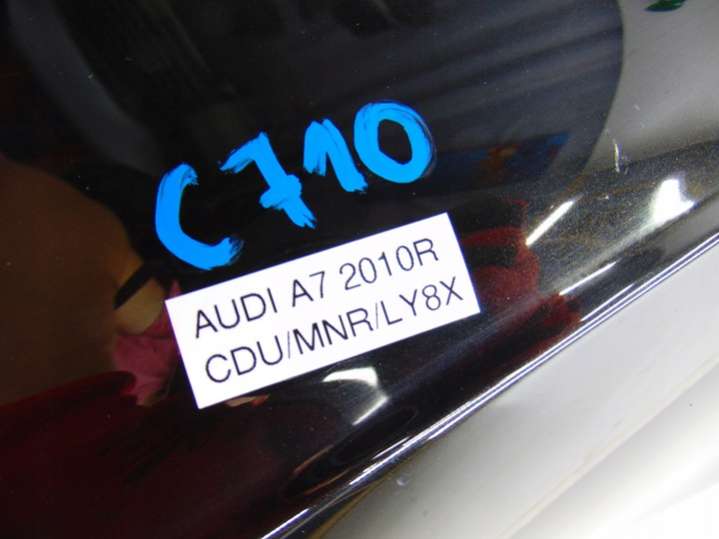 C710
AUDI A7 2010R
CDU/MNR/LY8X